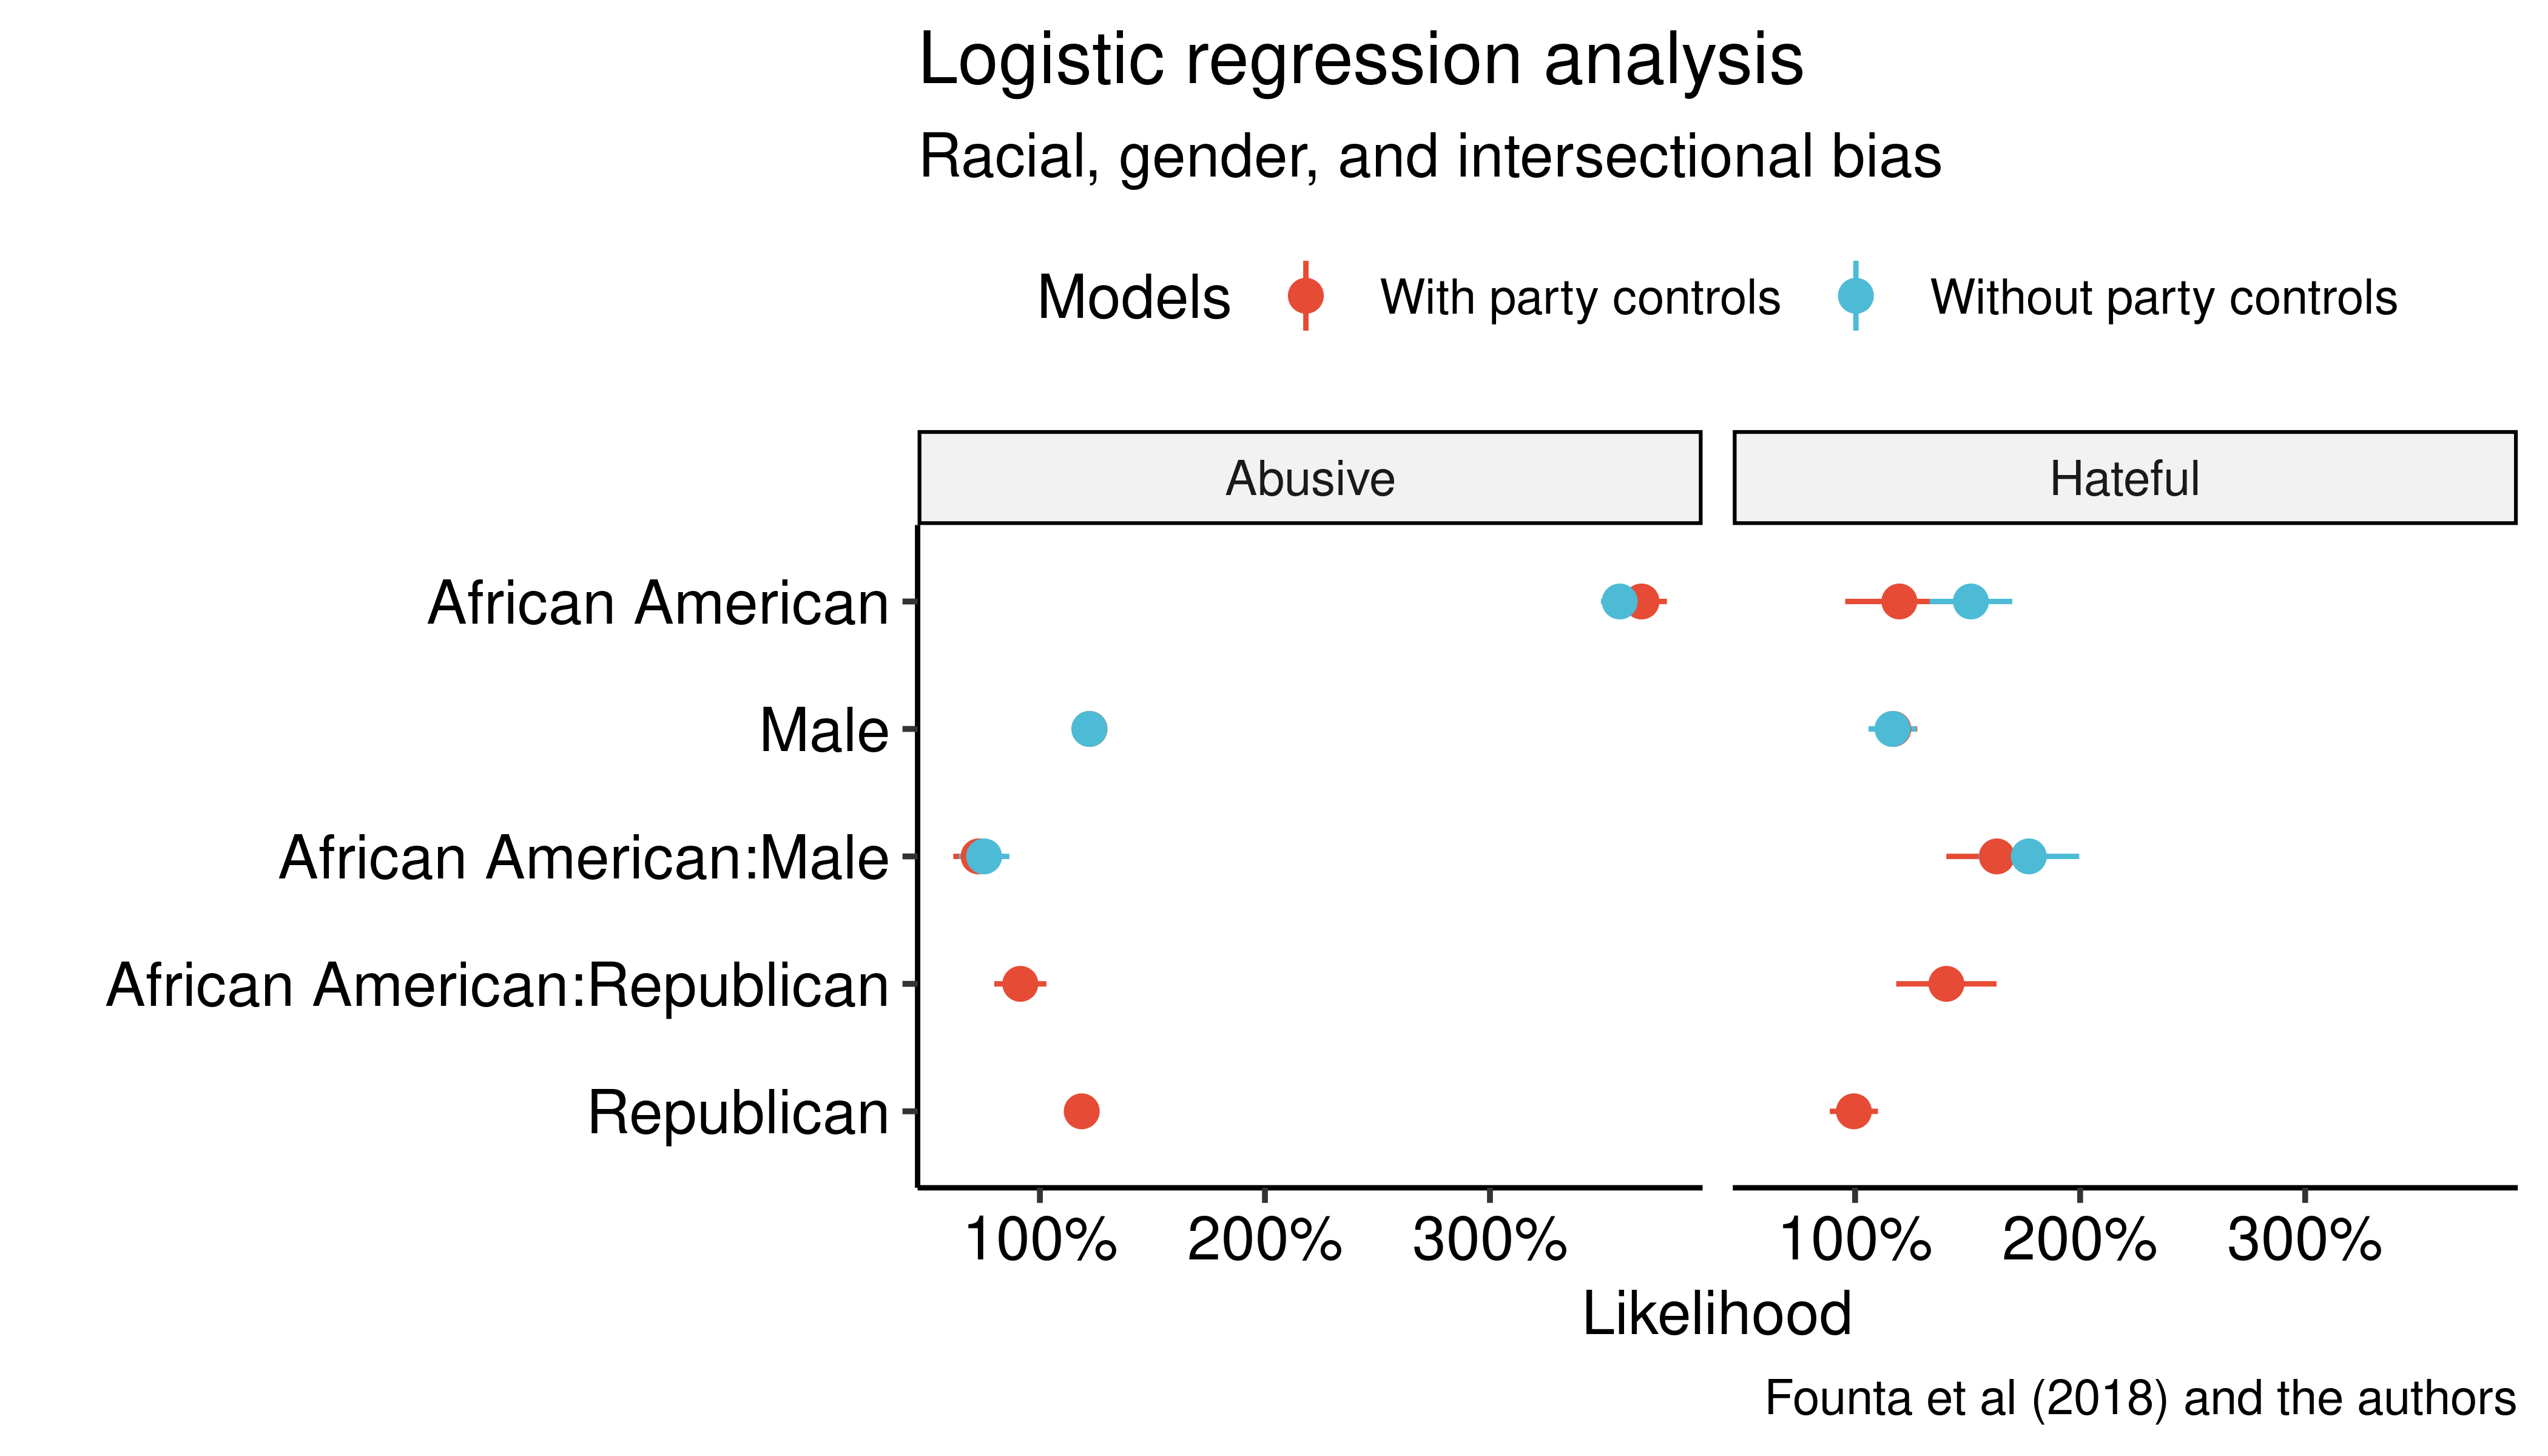 Logistic regression analysis
Racial, gender, and intersectional bias
Models With party controls Without party controls
Abusive Hateful
African American
Male
African American:Male
African American:Republican
Republican
100% 200% 300% 100% 200% 300%
Likelihood
Founta et al (2018) and the authors